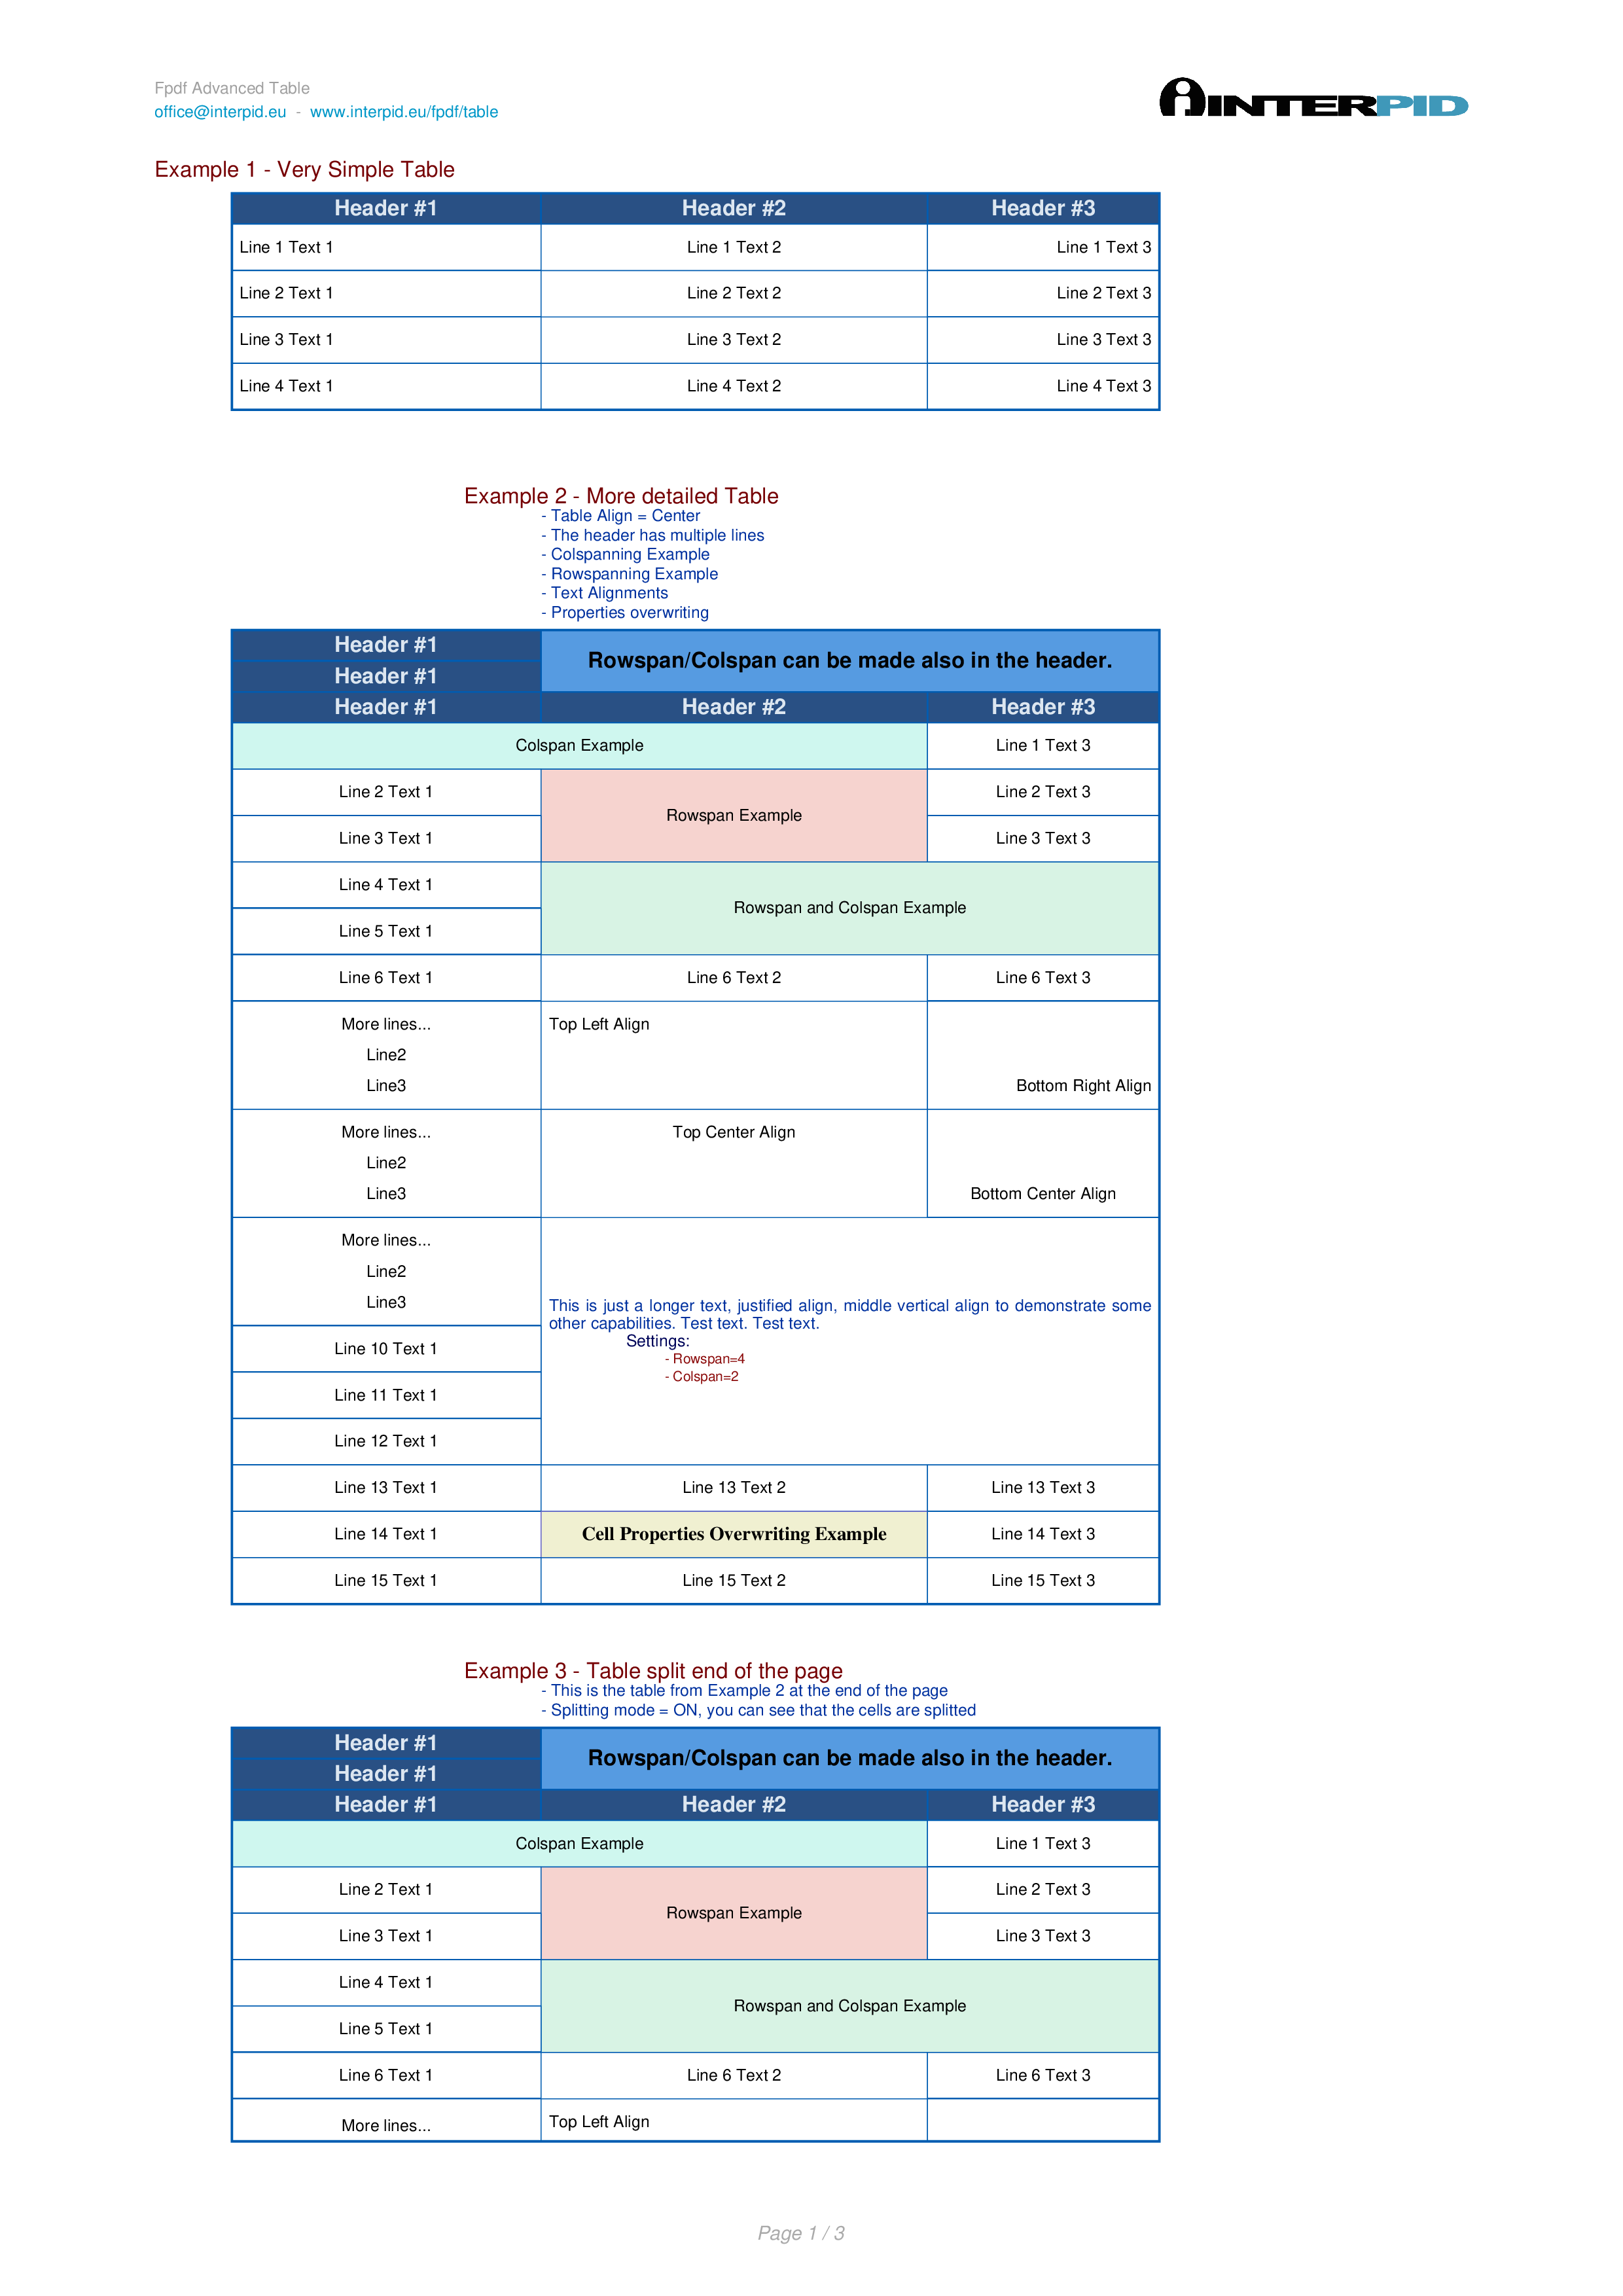 Fpdf Advanced Table
office@interpid.eu - www.interpid.eu/fpdf/table
INTERPID
Example 1 - Very Simple Table
Header #1 Header #2 Header #3
Line 1 Text 1 Line 1 Text 2 Line 1 Text 3
Line 2 Text 1 Line 2 Text 2 Line 2 Text 3
Line 3 Text 1 Line 3 Text 2 Line 3 Text 3
Line 4 Text 1 Line 4 Text 2 Line 4 Text 3
Example 2 - More detailed Table
- Table Align = Center
- The header has multiple lines
- Colspanning Example
- Rowspanning Example
- Text Alignments
- Properties overwriting
Header #1
Rowspan/Colspan can be made also in the header.
Header #1
Header #1 Header #2 Header #3
Colspan Example Line 1 Text 3
Line 2 Text 1 Line 2 Text 3
Rowspan Example
Line 3 Text 1 Line 3 Text 3
Line 4 Text 1
Rowspan and Colspan Example
Line 5 Text 1
Line 6 Text 1 Line 6 Text 2 Line 6 Text 3
More lines... Top Left Align
Line2
Line3 Bottom Right Align
More lines... Top Center Align
Line2
Line3 Bottom Center Align
More lines...
Line2
Line3
This is just a longer text, justified align, middle vertical align to demonstrate some
other capabilities. Test text. Test text.
Settings:
- Rowspan=4
- Colspan=2
Line 10 Text 1
Line 11 Text 1
Line 12 Text 1
Line 13 Text 1 Line 13 Text 2 Line 13 Text 3
Line 14 Text 1 Cell Properties Overwriting Example Line 14 Text 3
Line 15 Text 1 Line 15 Text 2 Line 15 Text 3
Example 3 - Table split end of the page
- This is the table from Example 2 at the end of the page
- Splitting mode = ON, you can see that the cells are splitted
Header #1
Rowspan/Colspan can be made also in the header.
Header #1
Header #1 Header #2 Header #3
Colspan Example Line 1 Text 3
Line 2 Text 1 Line 2 Text 3
Rowspan Example
Line 3 Text 1 Line 3 Text 3
Line 4 Text 1
Rowspan and Colspan Example
Line 5 Text 1
Line 6 Text 1 Line 6 Text 2 Line 6 Text 3
More lines... Top Left Align
Page 1 / 3